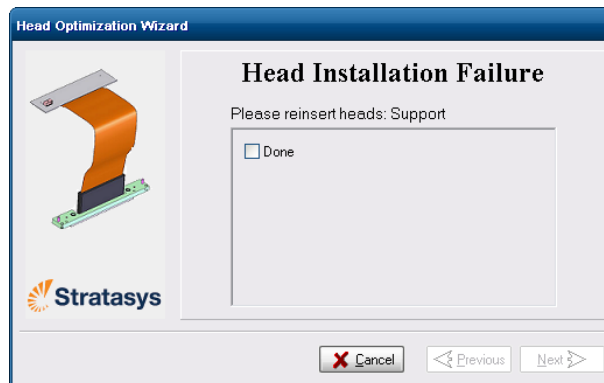 Head Optimization Wizard
Head Installation Failure
Please reinsert heads: Support
Done
Stratasys
Cancel
Previous
Next